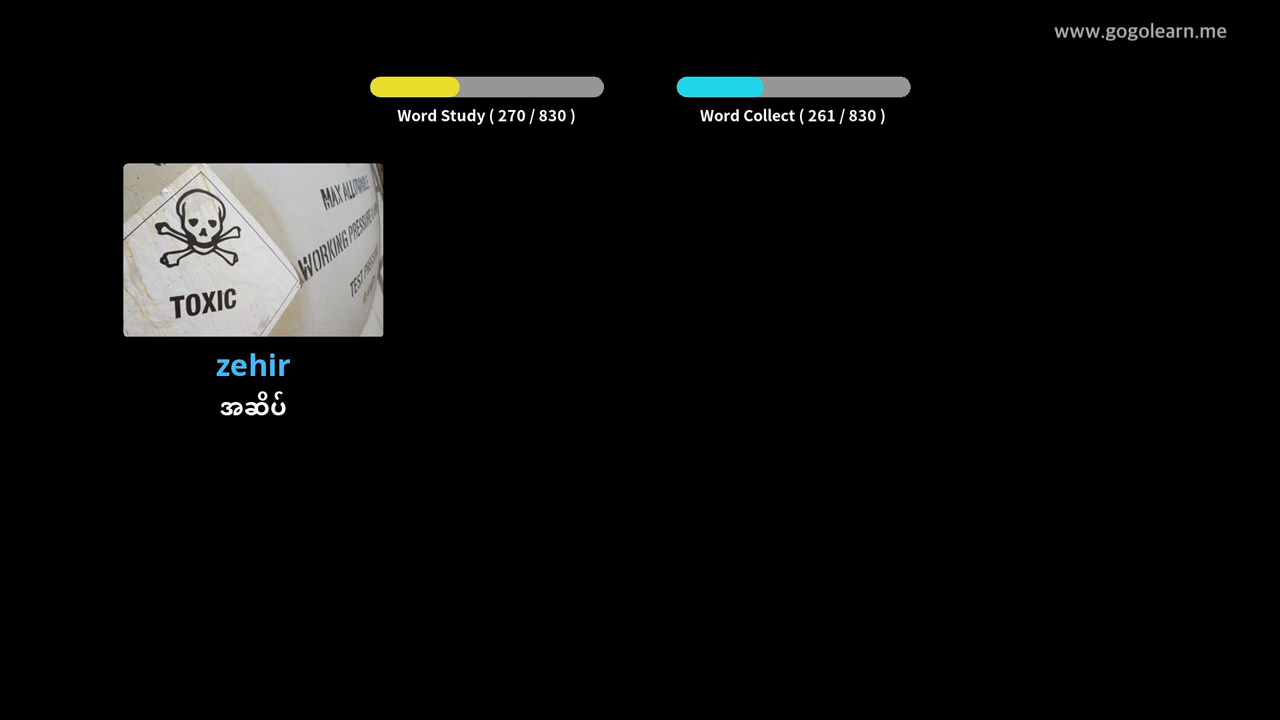 www.gogolearn.me
Word Study ( 270 / 830 )
Word Collect ( 261 / 830 )
MAX ALLOWABLE
WORKING PRESSURE
TEST
TOXIC
zehir
အဆိပ်